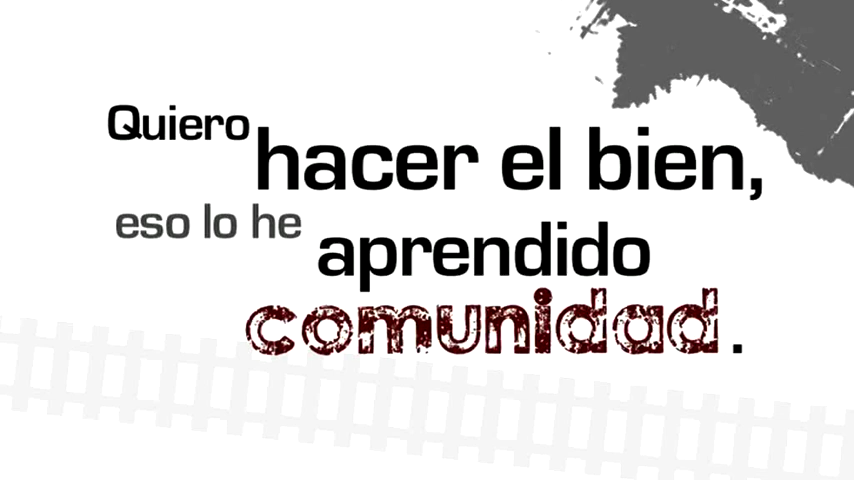 Quiero hacer el bien,
eso lo he aprendido
comunidad.